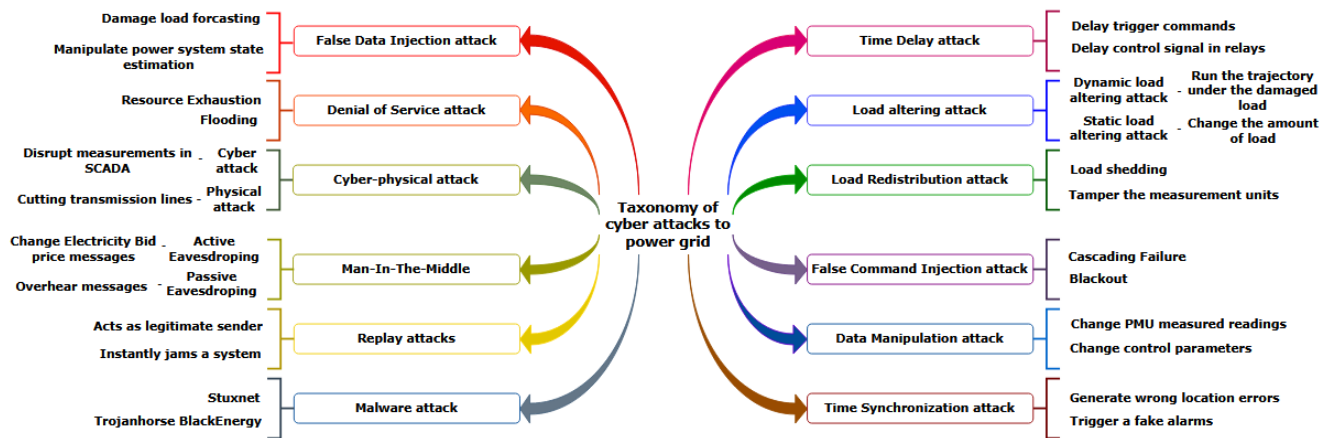 Damage load forcasting
Manipulate power system state
estimation
False Data Injection attack
Resource Exhaustion
Flooding
Denial of Service attack
Disrupt measurements in
SCADA
- Cyber
attack
Cutting transmission lines - Physical
attack
Cyber-physical attack
Change Electricity Bid
price messages
- Active
Eavesdroping
Overhear messages - Passive
Eavesdroping
Man-In-The-Middle
Acts as legitimate sender
Instantly jams a system
Replay attacks
Stuxnet
Trojanhorse BlackEnergy
Malware attack
Taxonomy of
cyber attacks to
power grid
Time Delay attack
Delay trigger commands
Delay control signal in relays
Load altering attack
Dynamic load
altering attack
- Run the trajectory
under the damaged
load
Static load
altering attack
- Change the amount
of load
Load Redistribution attack
Load shedding
Tamper the measurement units
False Command Injection attack
Cascading Failure
Blackout
Data Manipulation attack
Change PMU measured readings
Change control parameters
Time Synchronization attack
Generate wrong location errors
Trigger a fake alarms